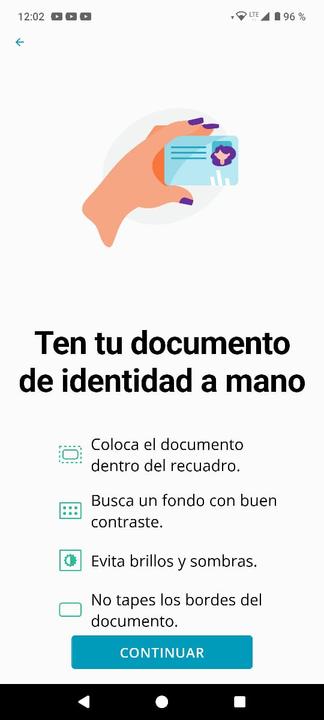 12:02
LTE
96 %
Ten tu documento
de identidad a mano
Coloca el documento
dentro del recuadro.
Busca un fondo con buen
contraste.
Evita brillos y sombras.
No tapes los bordes del
documento.
CONTINUAR